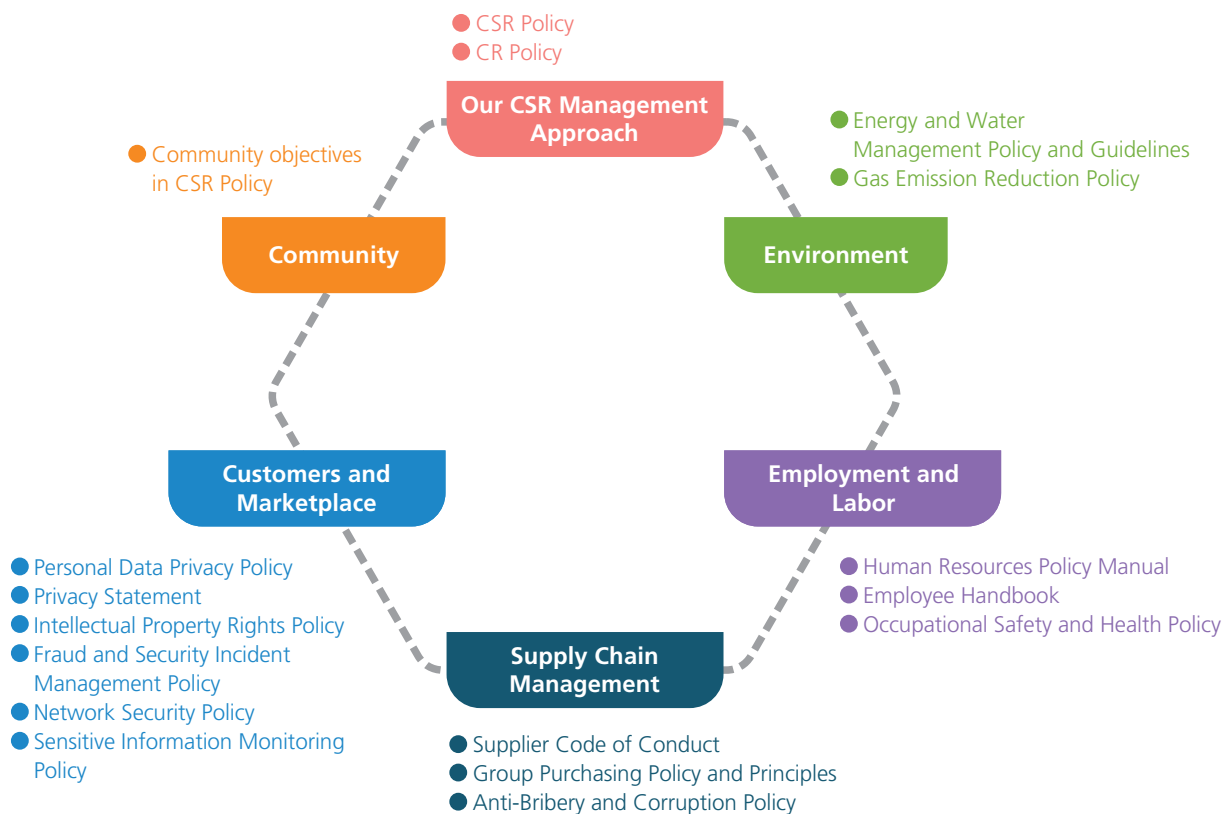 CSR Policy
CR Policy
Our CSR Management
Approach
Energy and Water
Management Policy and Guidelines
Gas Emission Reduction Policy
Community objectives
in CSR Policy
Community
Environment
Customers and
Marketplace
Employment and
Labor
Personal Data Privacy Policy
Privacy Statement
Intellectual Property Rights Policy
Fraud and Security Incident
Management Policy
Network Security Policy
Sensitive Information Monitoring
Policy
Human Resources Policy Manual
Employee Handbook
Occupational Safety and Health Policy
Supply Chain
Management
Supplier Code of Conduct
Group Purchasing Policy and Principles
Anti-Bribery and Corruption Policy